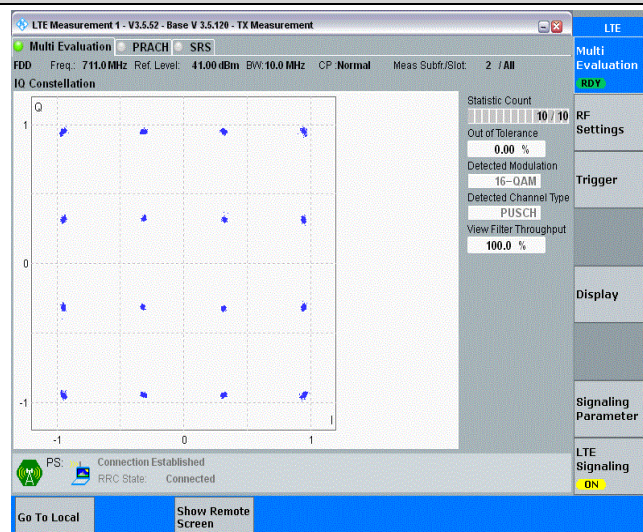 LTE Measurement 1 - V3.5.52 - Base V 3.5.120 - TX Measurement
Multi Evaluation PRACH SRS
FDD Freq.: 711.0 MHz Ref. Level: 41.00 dBm BW: 10.0 MHz CP :Normal Meas Subfr./Slot: 2 / All
IQ Constellation
Q
1
0
-1
I
-1 0 1
Statistic Count
10 / 10
Out of Tolerance
0.00 %
Detected Modulation
16-QAM
Detected Channel Type
PUSCH
View Filter Throughput
100.0 %
PS: Connection Established
RRC State: Connected
LTE
Multi
Evaluation
RDY
RF
Settings
Trigger
Display
Signaling
Parameter
LTE
Signaling
ON
Go To Local
Show Remote
Screen